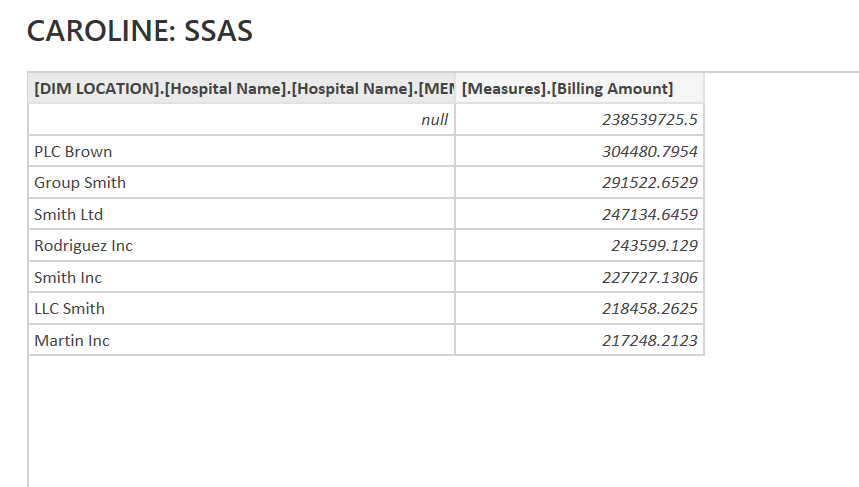 CAROLINE: SSAS
[DIM LOCATION].[Hospital Name].[Hospital Name].[MEM [Measures].[Billing Amount]
null 238539725.5
PLC Brown 304480.7954
Group Smith 291522.6529
Smith Ltd 247134.6459
Rodriguez Inc 243599.129
Smith Inc 227727.1306
LLC Smith 218458.2625
Martin Inc 217248.2123